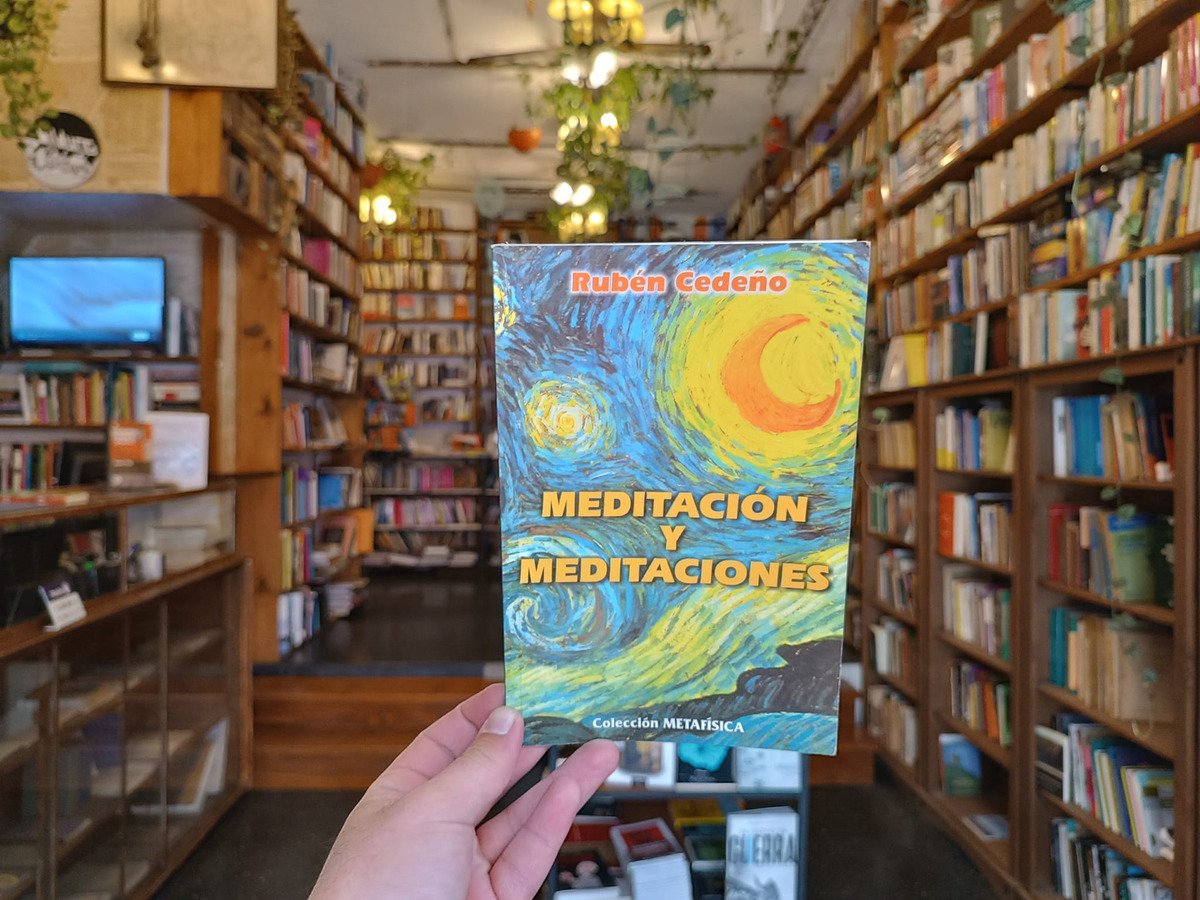 Rubén Cedeño
MEDITACIÓN
Y
MEDITACIONES
Colección METAFÍSICA
GUERRA